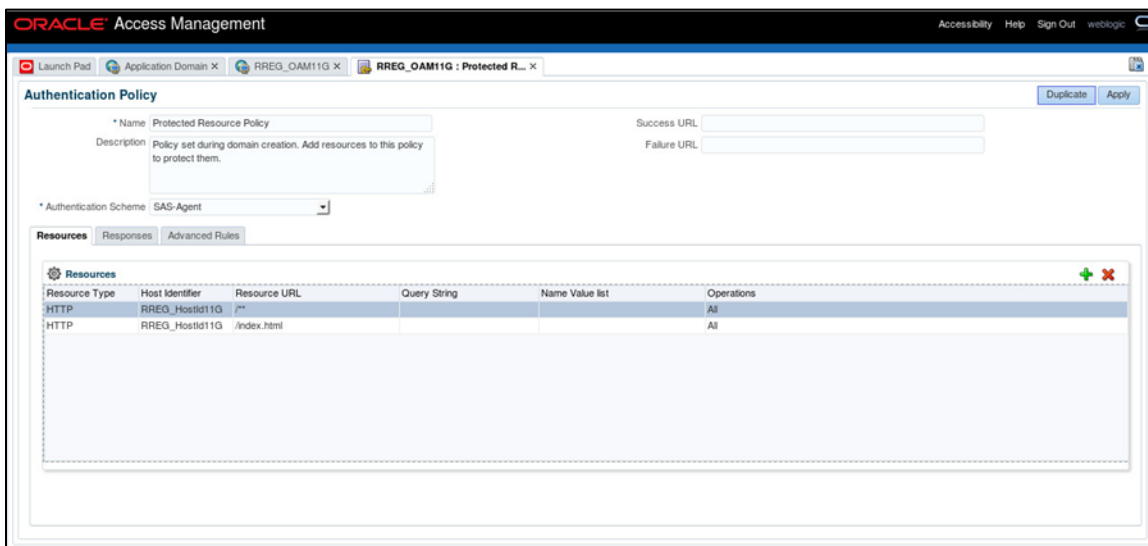 ORACLE® Access Management
Accessibility Help Sign Out weblogic
Launch Pad Application Domain × RREG_OAM11G × RREG_OAM11G : Protected R... ×
Authentication Policy Duplicate Apply
* Name Protected Resource Policy Success URL
Description Policy set during domain creation. Add resources to this policy Failure URL
to protect them.
* Authentication Scheme SAS-Agent
Resources Responses Advanced Rules
Resources
Resource Type Host Identifier Resource URL Query String Name Value list Operations
HTTP RREG_HostId11G /** All
HTTP RREG_HostId11G /index.html All